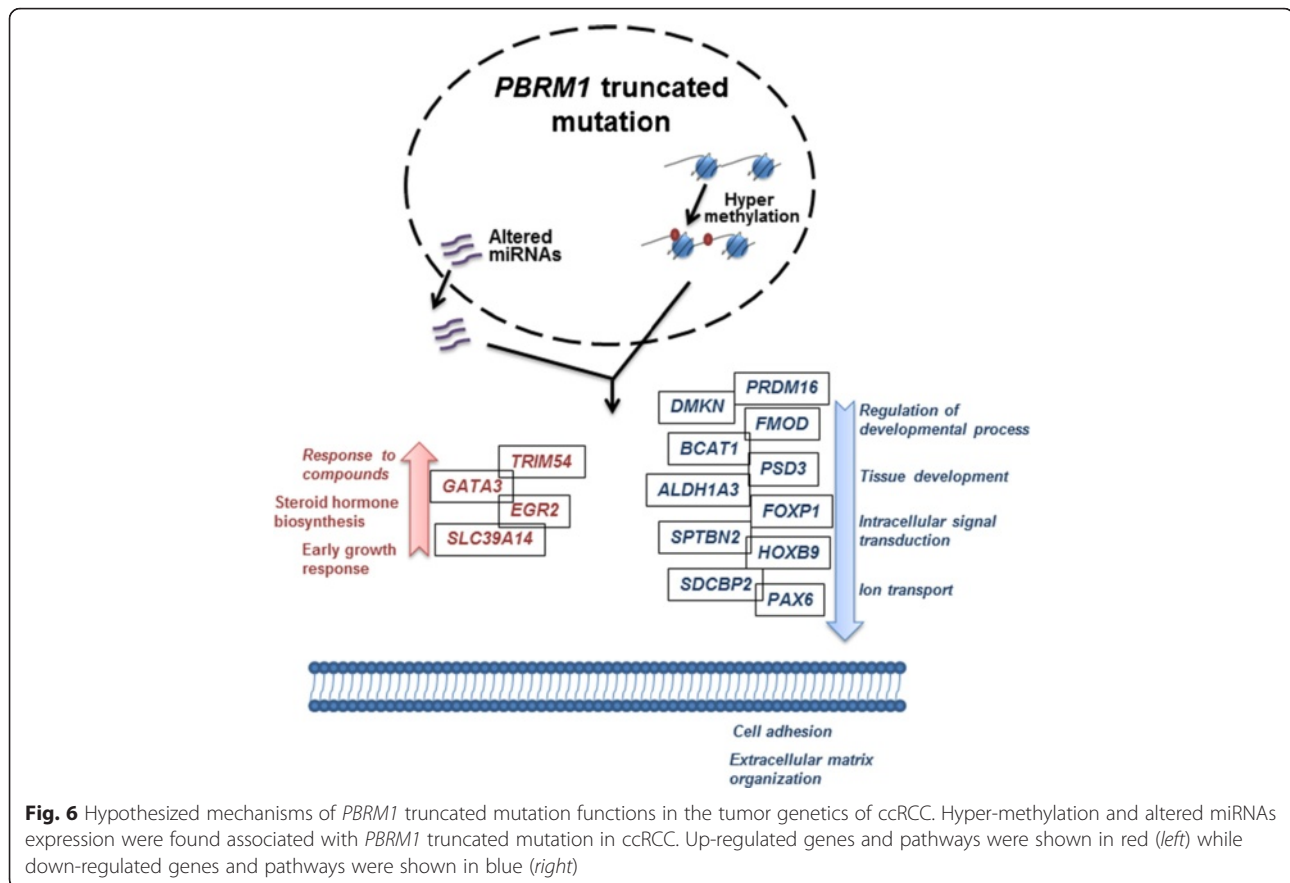 PBRM1 truncated
mutation
Hyper
methylation
Altered
miRNAs
Response to
compounds
Steroid hormone
biosynthesis
Early growth
response
TRIM54
GATA3
EGR2
SLC39A14
PRDM16
DMKN
FMOD
BCAT1
PSD3
ALDH1A3
FOXP1
SPTBN2
HOXB9
SDCBP2
PAX6
Regulation of
developmental process
Tissue development
Intracellular signal
transduction
Ion transport
Cell adhesion
Extracellular matrix
organization
Fig. 6 Hypothesized mechanisms of PBRM1 truncated mutation functions in the tumor genetics of ccRCC. Hyper-methylation and altered miRNAs
expression were found associated with PBRM1 truncated mutation in ccRCC. Up-regulated genes and pathways were shown in red (left) while
down-regulated genes and pathways were shown in blue (right)